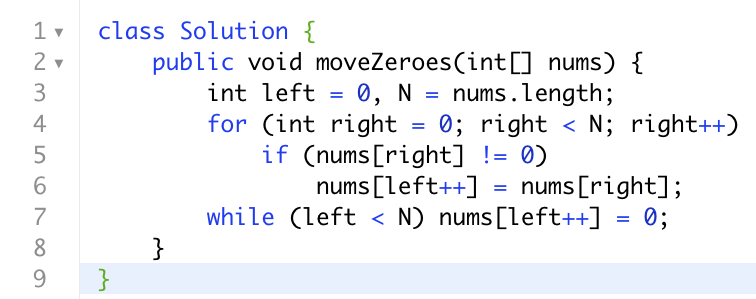 1 class Solution {
2     public void moveZeroes(int[] nums) {
3         int left = 0, N = nums.length;
4         for (int right = 0; right < N; right++)
5             if (nums[right] != 0)
6                 nums[left++] = nums[right];
7         while (left < N) nums[left++] = 0;
8     }
9 }